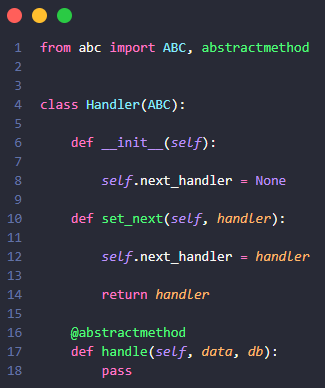 1 from abc import ABC, abstractmethod
2
3
4 class Handler(ABC):
5
6     def __init__(self):
7
8         self.next_handler = None
9
10     def set_next(self, handler):
11
12         self.next_handler = handler
13
14         return handler
15
16     @abstractmethod
17     def handle(self, data, db):
18         pass